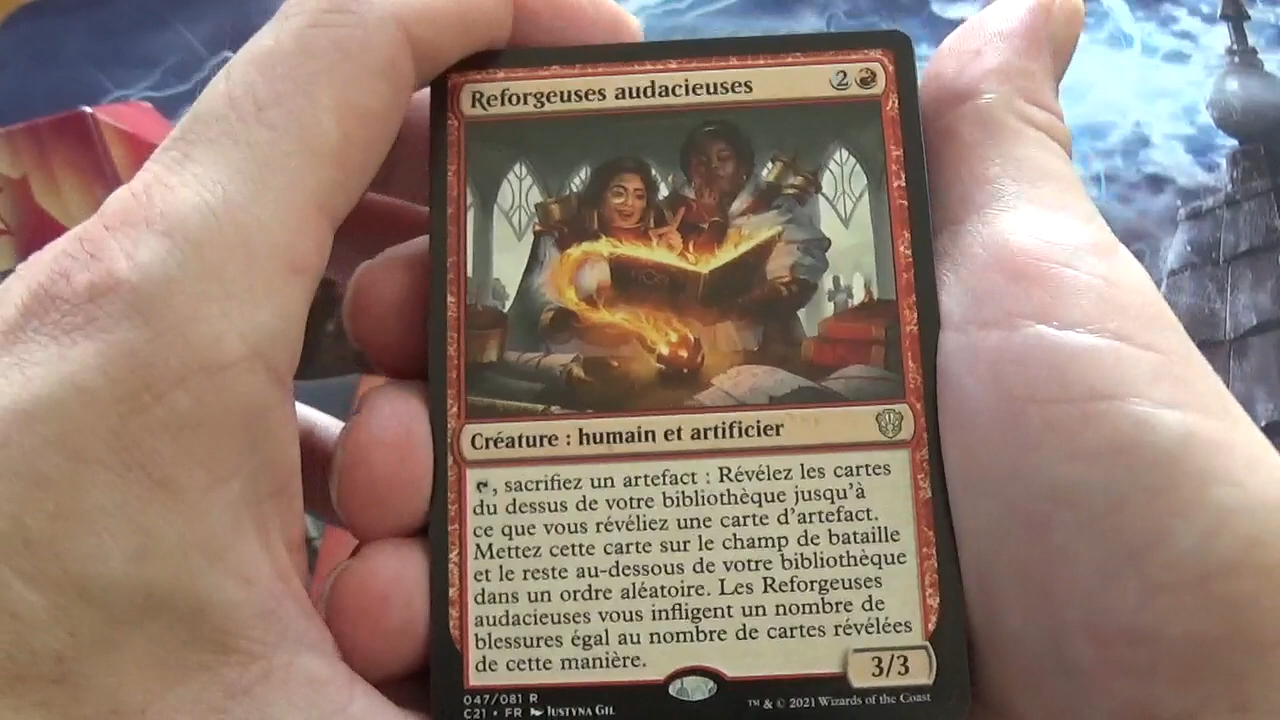 Reforgeuses audacieuses 2
Créature : humain et artificier
, sacrifiez un artefact : Révélez les cartes
du dessus de votre bibliothèque jusqu'à
ce que vous révéliez une carte d'artefact.
Mettez cette carte sur le champ de bataille
et le reste au-dessous de votre bibliothèque
dans un ordre aléatoire. Les Reforgeuses
audacieuses vous infligent un nombre de
blessures égal au nombre de cartes révélées
de cette manière.
3/3
047/081 R
C21 • FR Justyna Gil
™ & © 2021 Wizards of the Coast